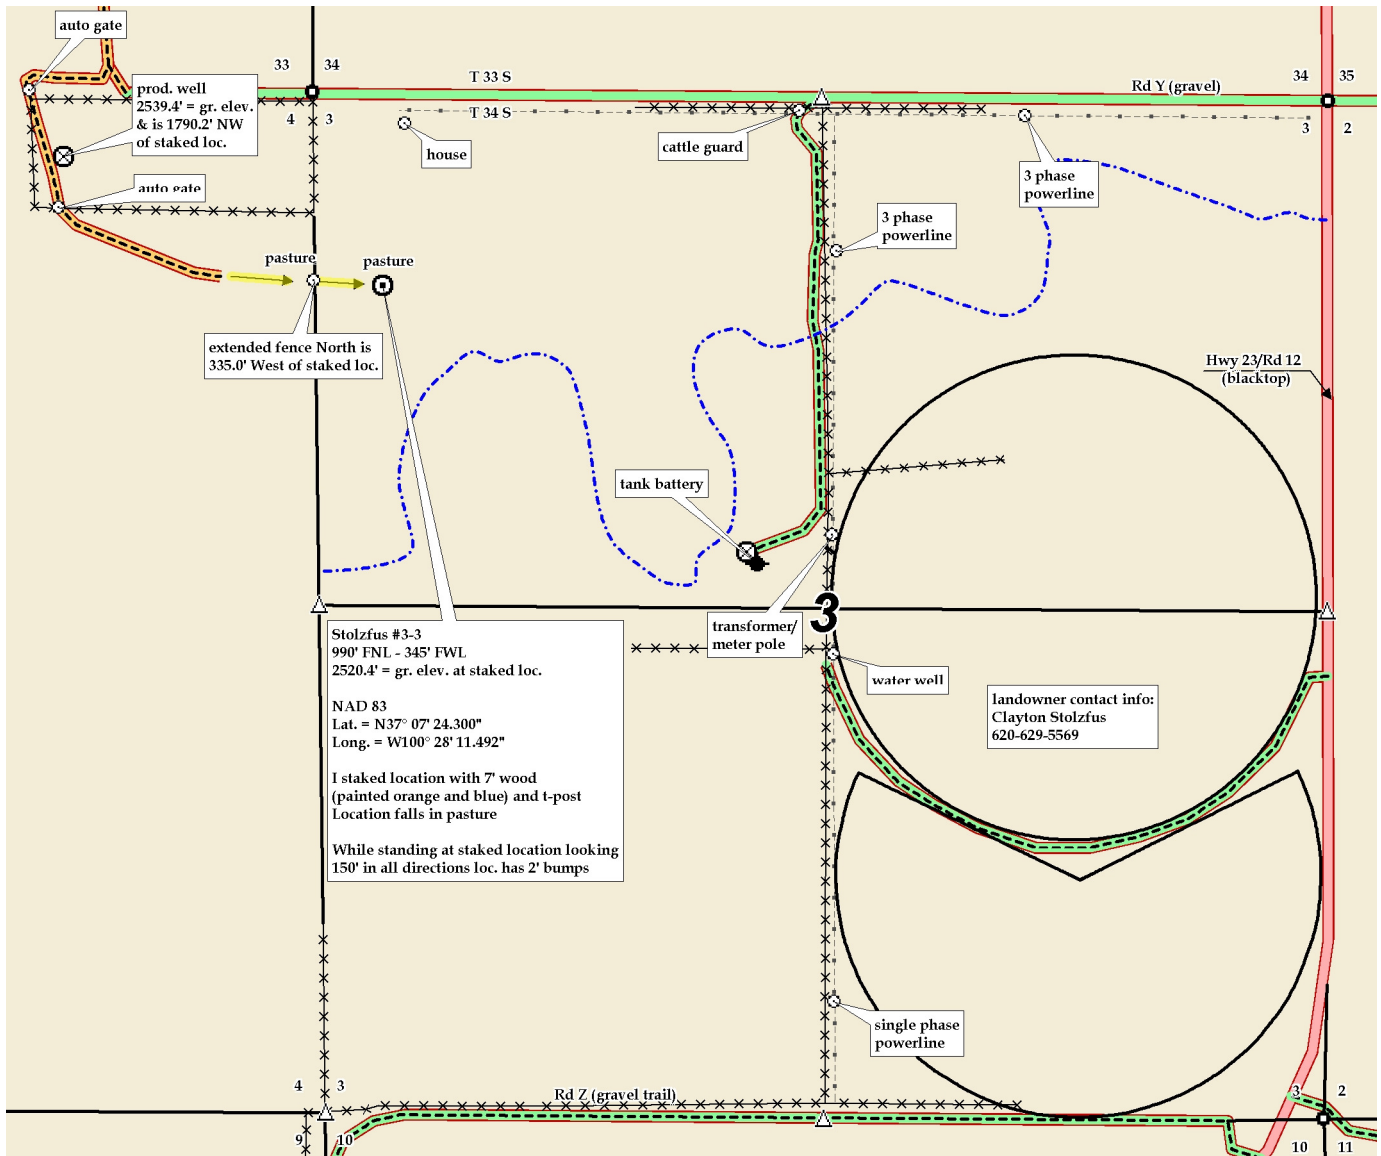 auto gate
33
34
T 33 S
34
35
Rd Y (gravel)
prod. well
2539.4' = gr. elev.
& is 1790.2' NW
of staked loc.
4
3
T 34 S
3
2
house
cattle guard
3 phase
powerline
auto gate
3 phase
powerline
pasture
pasture
extended fence North is
335.0' West of staked loc.
Hwy 23/Rd 12
(blacktop)
tank battery
3
transformer/
meter pole
water well
Stolzfus #3-3
990' FNL - 345' FWL
2520.4' = gr. elev. at staked loc.
NAD 83
Lat. = N37° 07' 24.300"
Long. = W100° 28' 11.492"
I staked location with 7' wood
(painted orange and blue) and t-post
Location falls in pasture
While standing at staked location looking
150' in all directions loc. has 2' bumps
landowner contact info:
Clayton Stolzfus
620-629-5569
single phase
powerline
4
3
Rd Z (gravel trail)
3
2
9
10
10
11